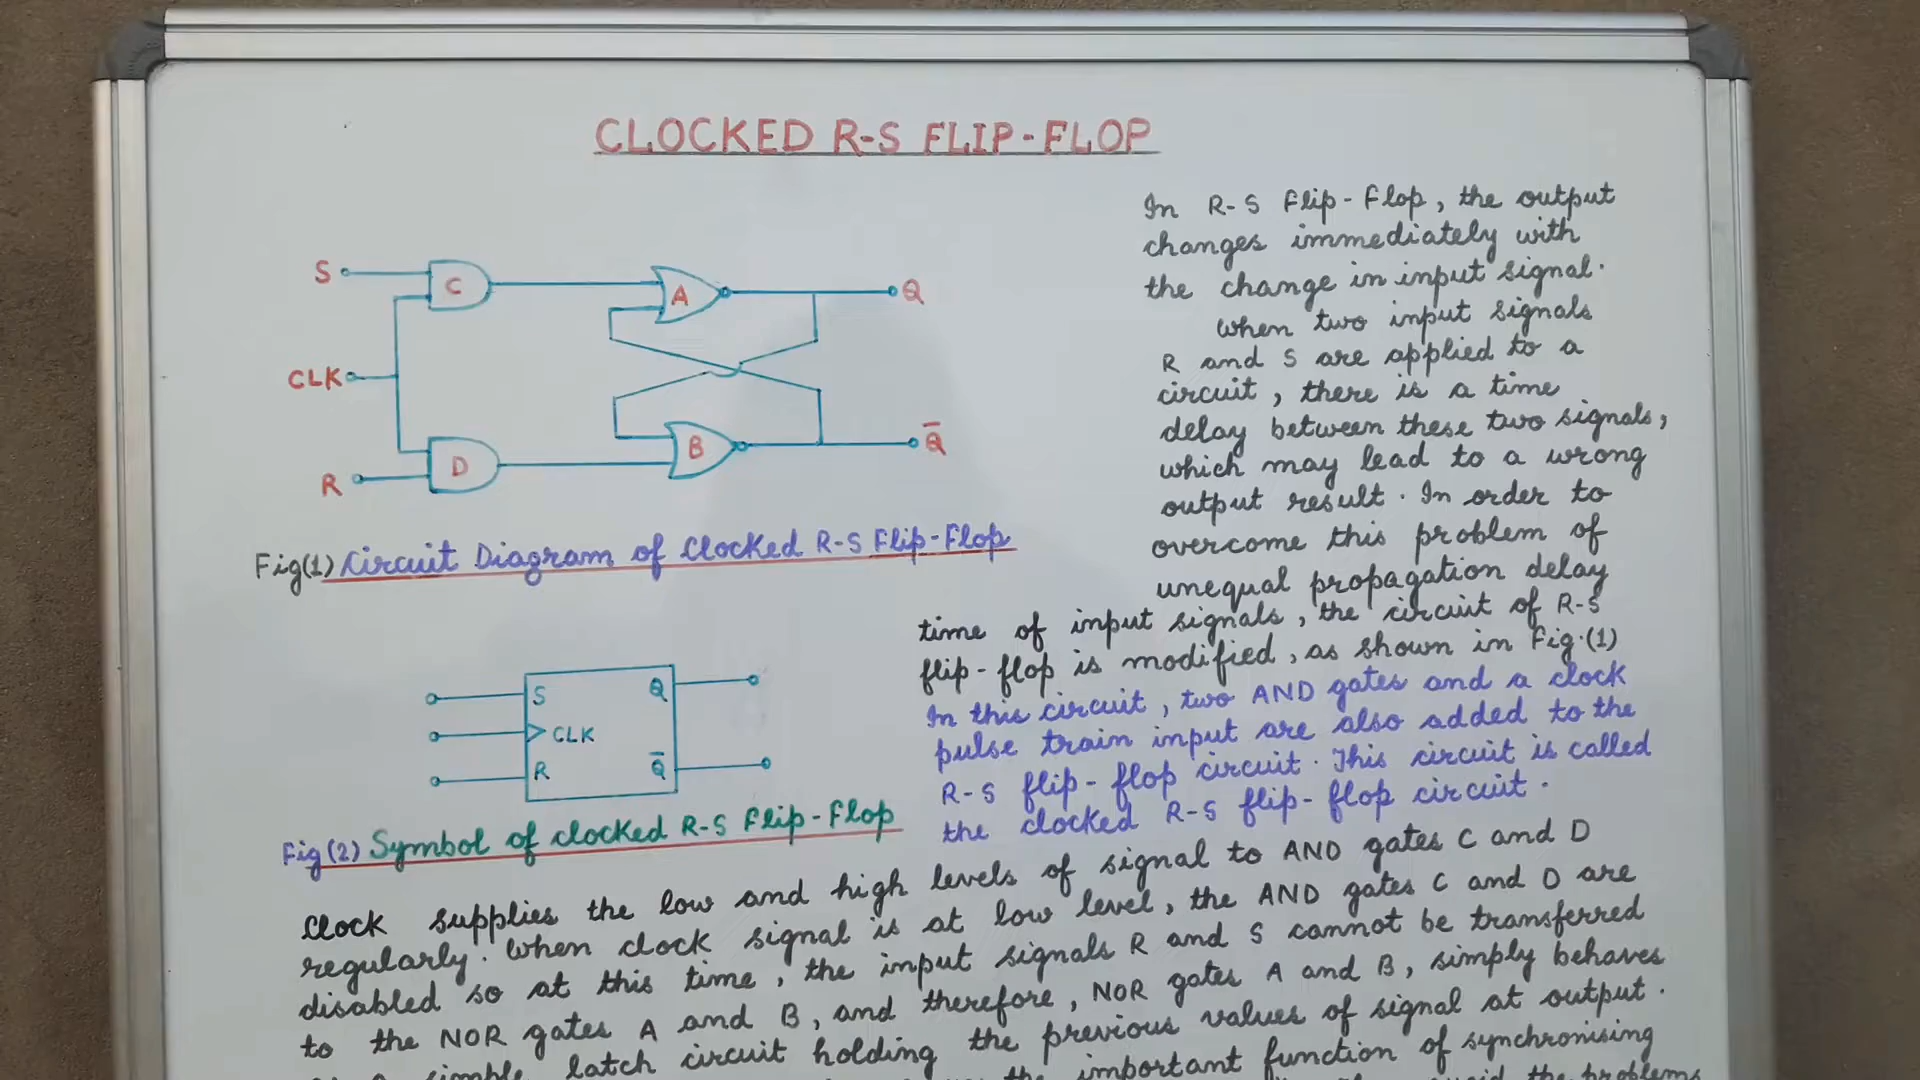 CLOCKED R-S FLIP-FLOP
S
C
A
Q
CLK
R
D
B
Q̅
Fig(1) Circuit Diagram of Clocked R-S Flip-Flop
S
Q
CLK
R
Q̅
Fig(2) Symbol of clocked R-S Flip-Flop
In R-S Flip-Flop, the output
changes immediately with
the change in input signal.
when two input signals
R and S are applied to a
circuit, there is a time
delay between these two signals,
which may lead to a wrong
output result. In order to
overcome this problem of
unequal propagation delay
time of input signals, the circuit of R-S
flip-flop is modified, as shown in Fig.(1)
In this circuit, two AND gates and a clock
pulse train input are also added to the
R-S flip-flop circuit. This circuit is called
the clocked R-S flip-flop circuit.
Clock supplies the low and high levels of signal to AND gates C and D
regularly. When clock signal is at low level, the AND gates C and D are
disabled so at this time, the input signals R and S cannot be transferred
to the NOR gates A and B, and therefore, NOR gates A and B, simply behaves
simple latch circuit holding the previous values of signal at output.
the important function of synchronising
the problems